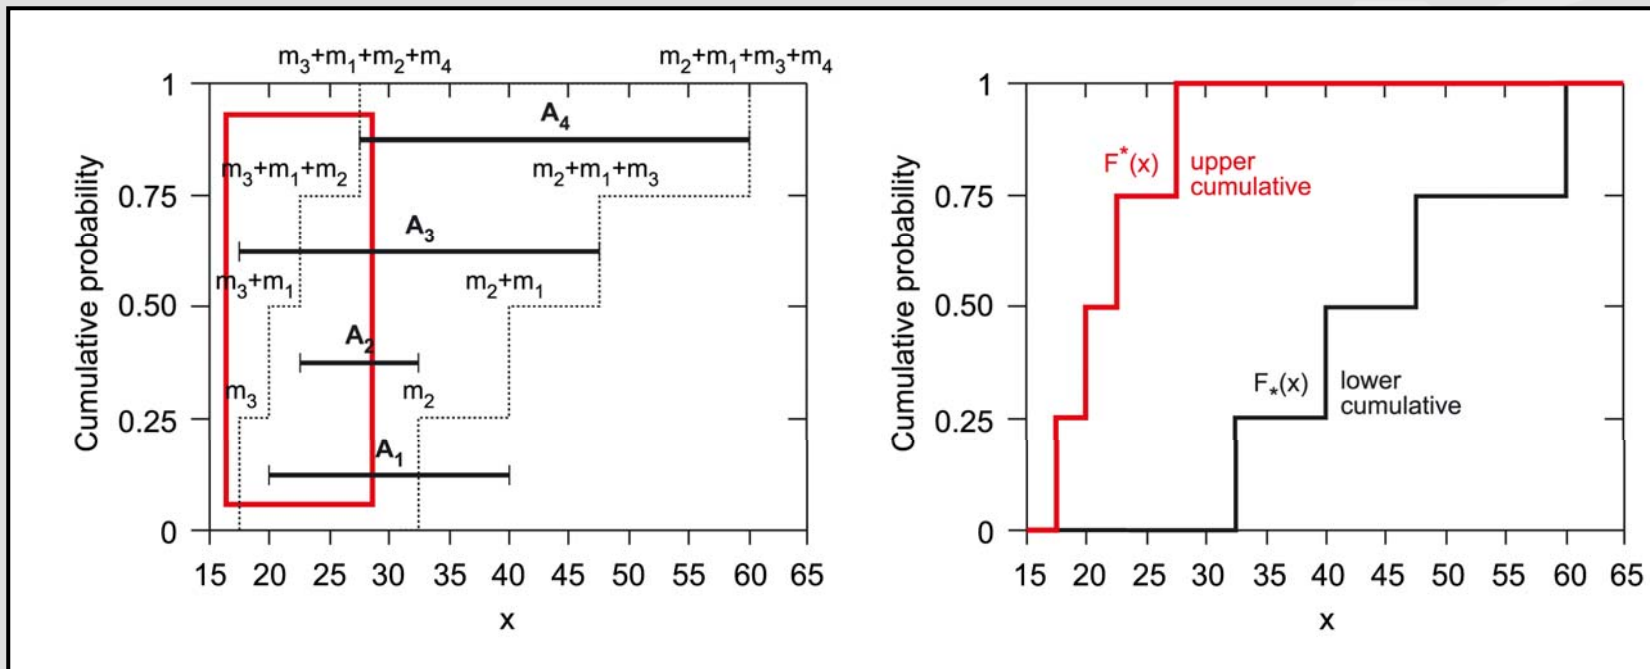 m₃+m₁+m₂+m₄
m₂+m₁+m₃+m₄
1
A₄
m₃+m₁+m₂
m₂+m₁+m₃
0.75
A₃
m₃+m₁
m₂+m₁
0.50
A₂
m₃
m₂
0.25
A₁
0
15 20 25 30 35 40 45 50 55 60 65
x
Cumulative probability
1
F*(x)
upper
cumulative
0.75
0.50
F⁎(x)
lower
cumulative
0.25
0
15 20 25 30 35 40 45 50 55 60 65
x
Cumulative probability